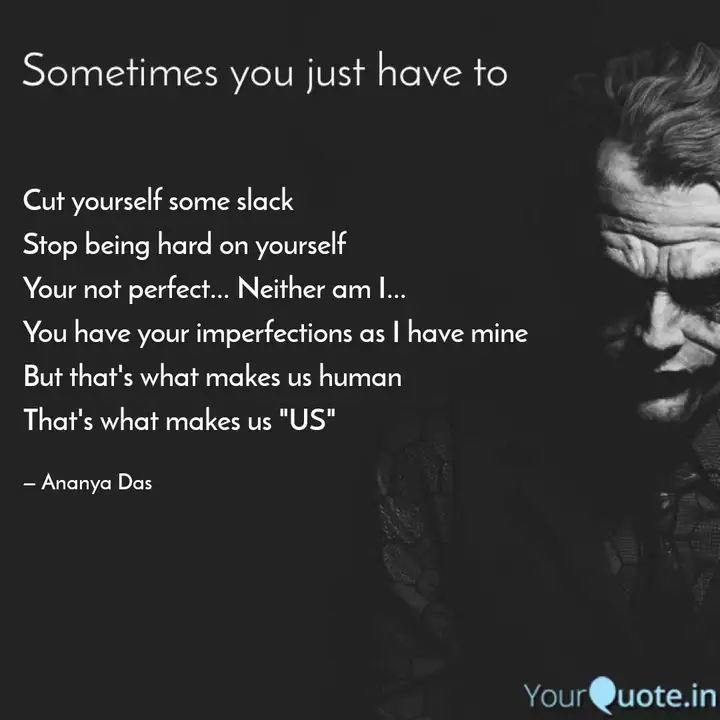 Sometimes you just have to
Cut yourself some slack
Stop being hard on yourself
Your not perfect... Neither am I...
You have your imperfections as I have mine
But that's what makes us human
That's what makes us "US"
– Ananya Das
YourQuote.in